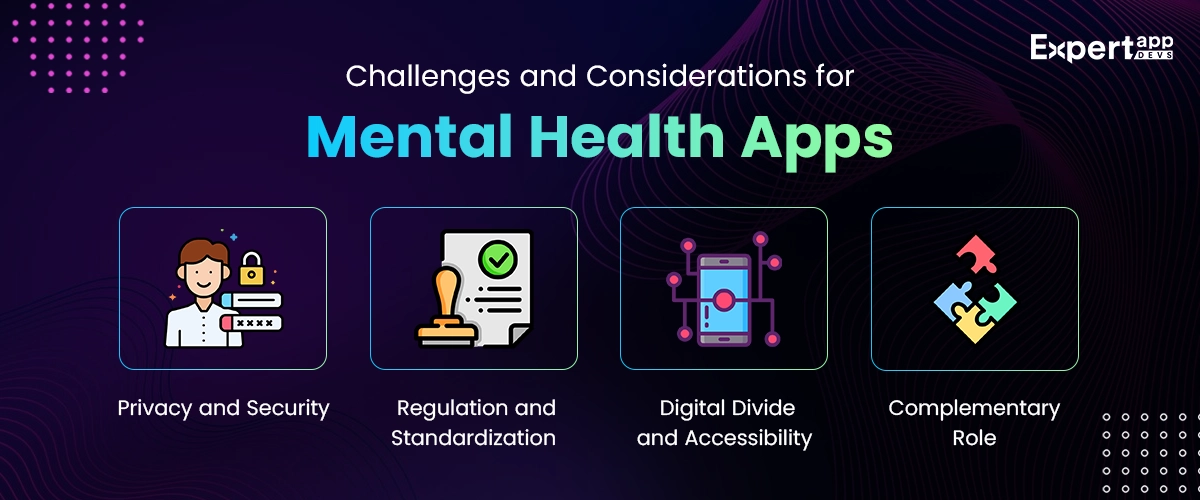 Expert app
DEVS
Challenges and Considerations for
Mental Health Apps
xxxx
Privacy and Security
Regulation and
Standardization
Digital Divide
and Accessibility
Complementary
Role